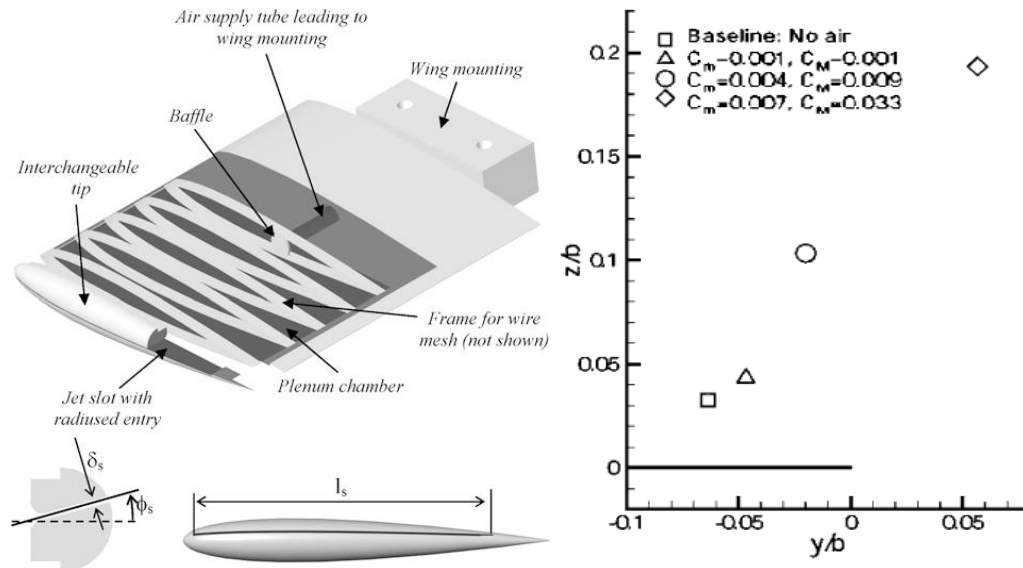 Air supply tube leading to
wing mounting
Wing mounting
Baffle
Interchangeable
tip
Frame for wire
mesh (not shown)
Plenum chamber
Jet slot with
radiused entry
δs
ϕs
ls
Baseline: No air
Cm=0.001, CM=0.001
Cm=0.004, CM=0.009
Cm=0.007, CM=0.033
0.2
0.15
0.1
0.05
0
z/b
-0.1
-0.05
0
0.05
y/b